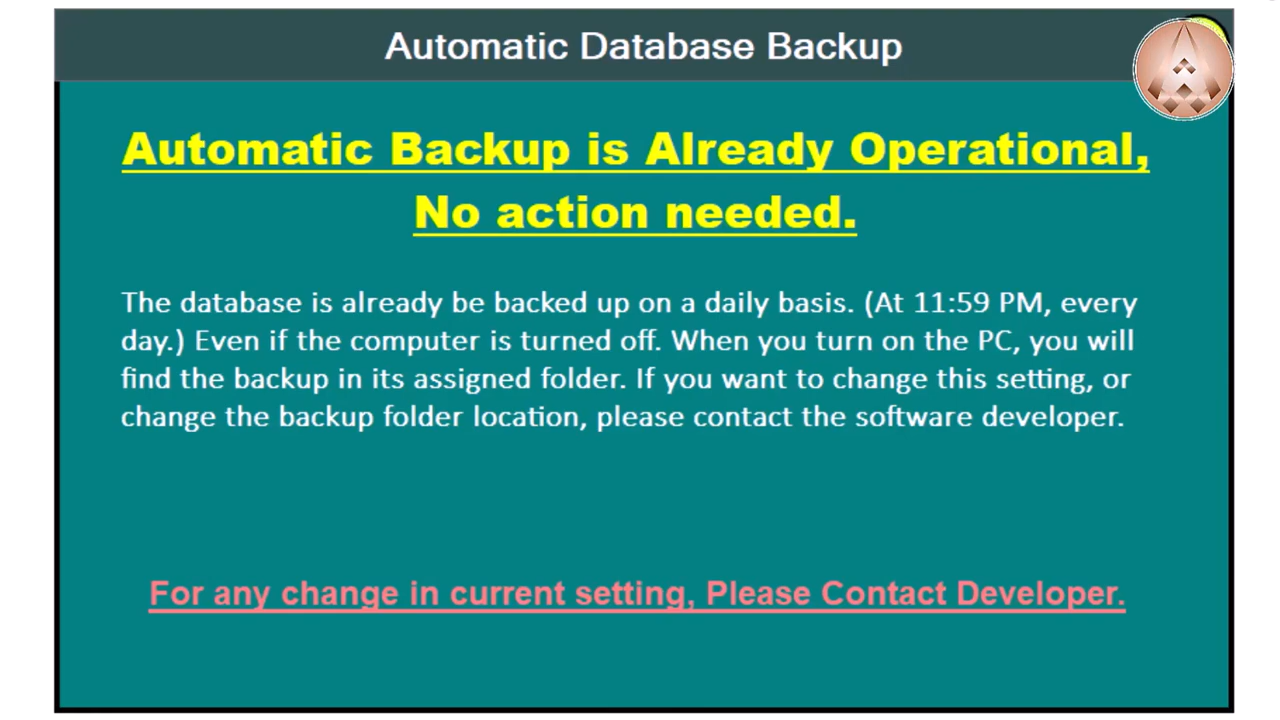 Automatic Database Backup
Automatic Backup is Already Operational,
No action needed.
The database is already be backed up on a daily basis. (At 11:59 PM, every
day.) Even if the computer is turned off. When you turn on the PC, you will
find the backup in its assigned folder. If you want to change this setting, or
change the backup folder location, please contact the software developer.
For any change in current setting, Please Contact Developer.